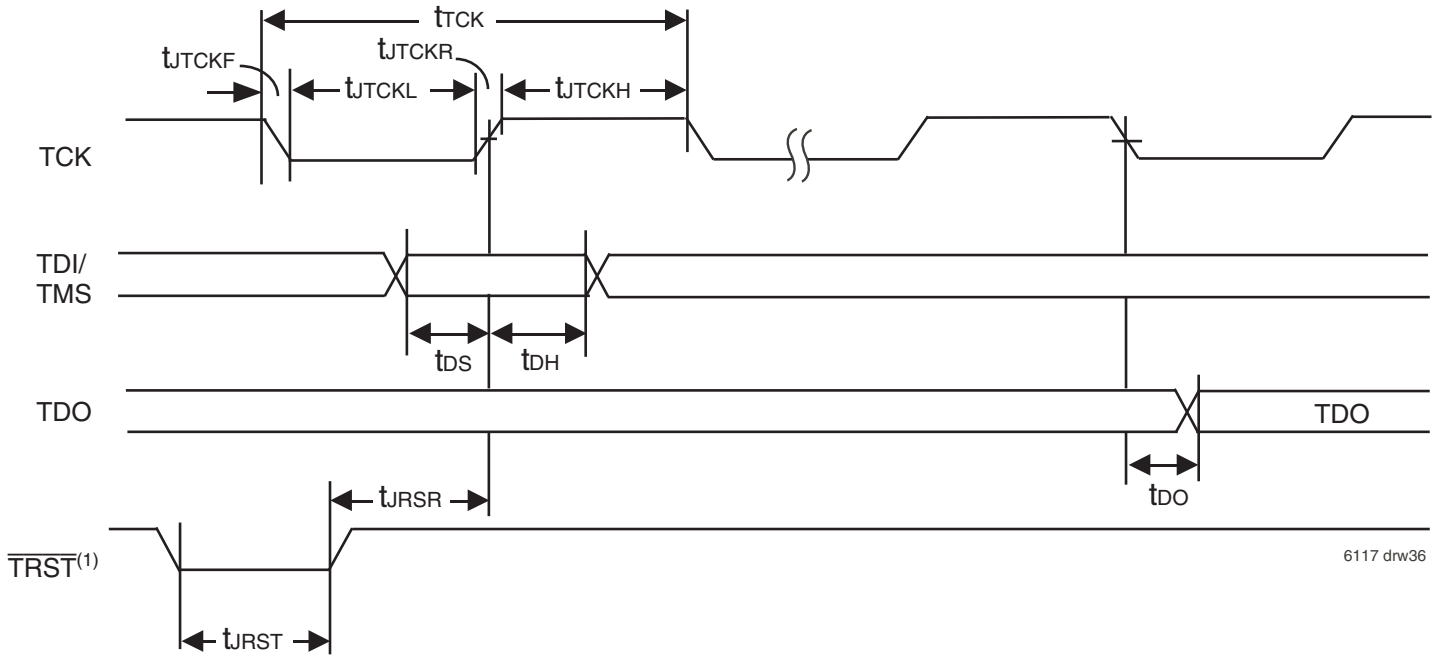 tTCK
tJTCKF
tJTCKR
tJTCKL
tJTCKH
TCK
TDI/
TMS
tDS
tDH
TDO
TDO
tDO
tJRSR
TRST(1)
6117 drw36
tJRST